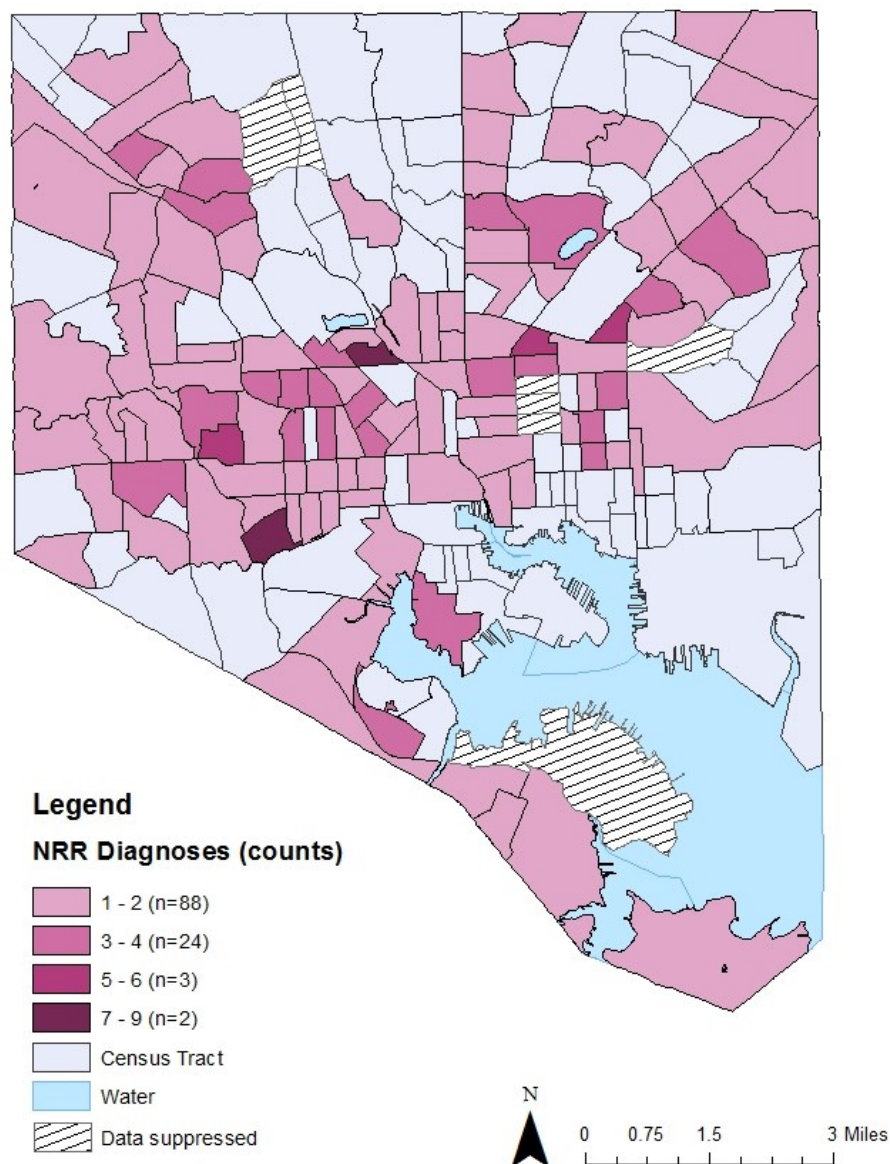 Legend
NRR Diagnoses (counts)
1 - 2 (n=88)
3 - 4 (n=24)
5 - 6 (n=3)
7 - 9 (n=2)
Census Tract
Water
Data suppressed
N
0 0.75 1.5 3 Miles